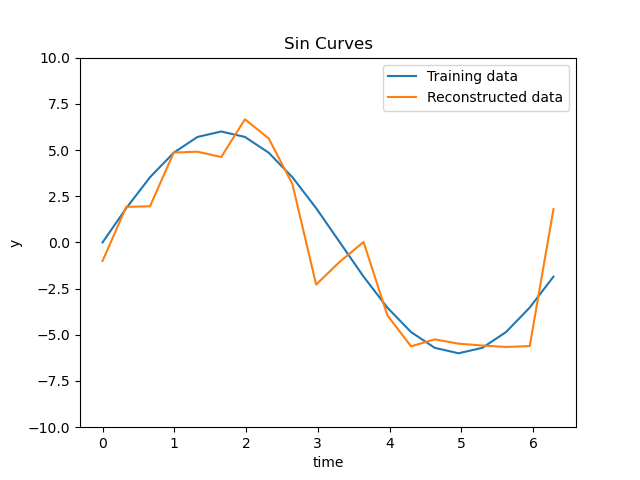 Sin Curves
Training data
Reconstructed data
10.0
7.5
5.0
2.5
0.0
−2.5
−5.0
−7.5
−10.0
y
0 1 2 3 4 5 6
time